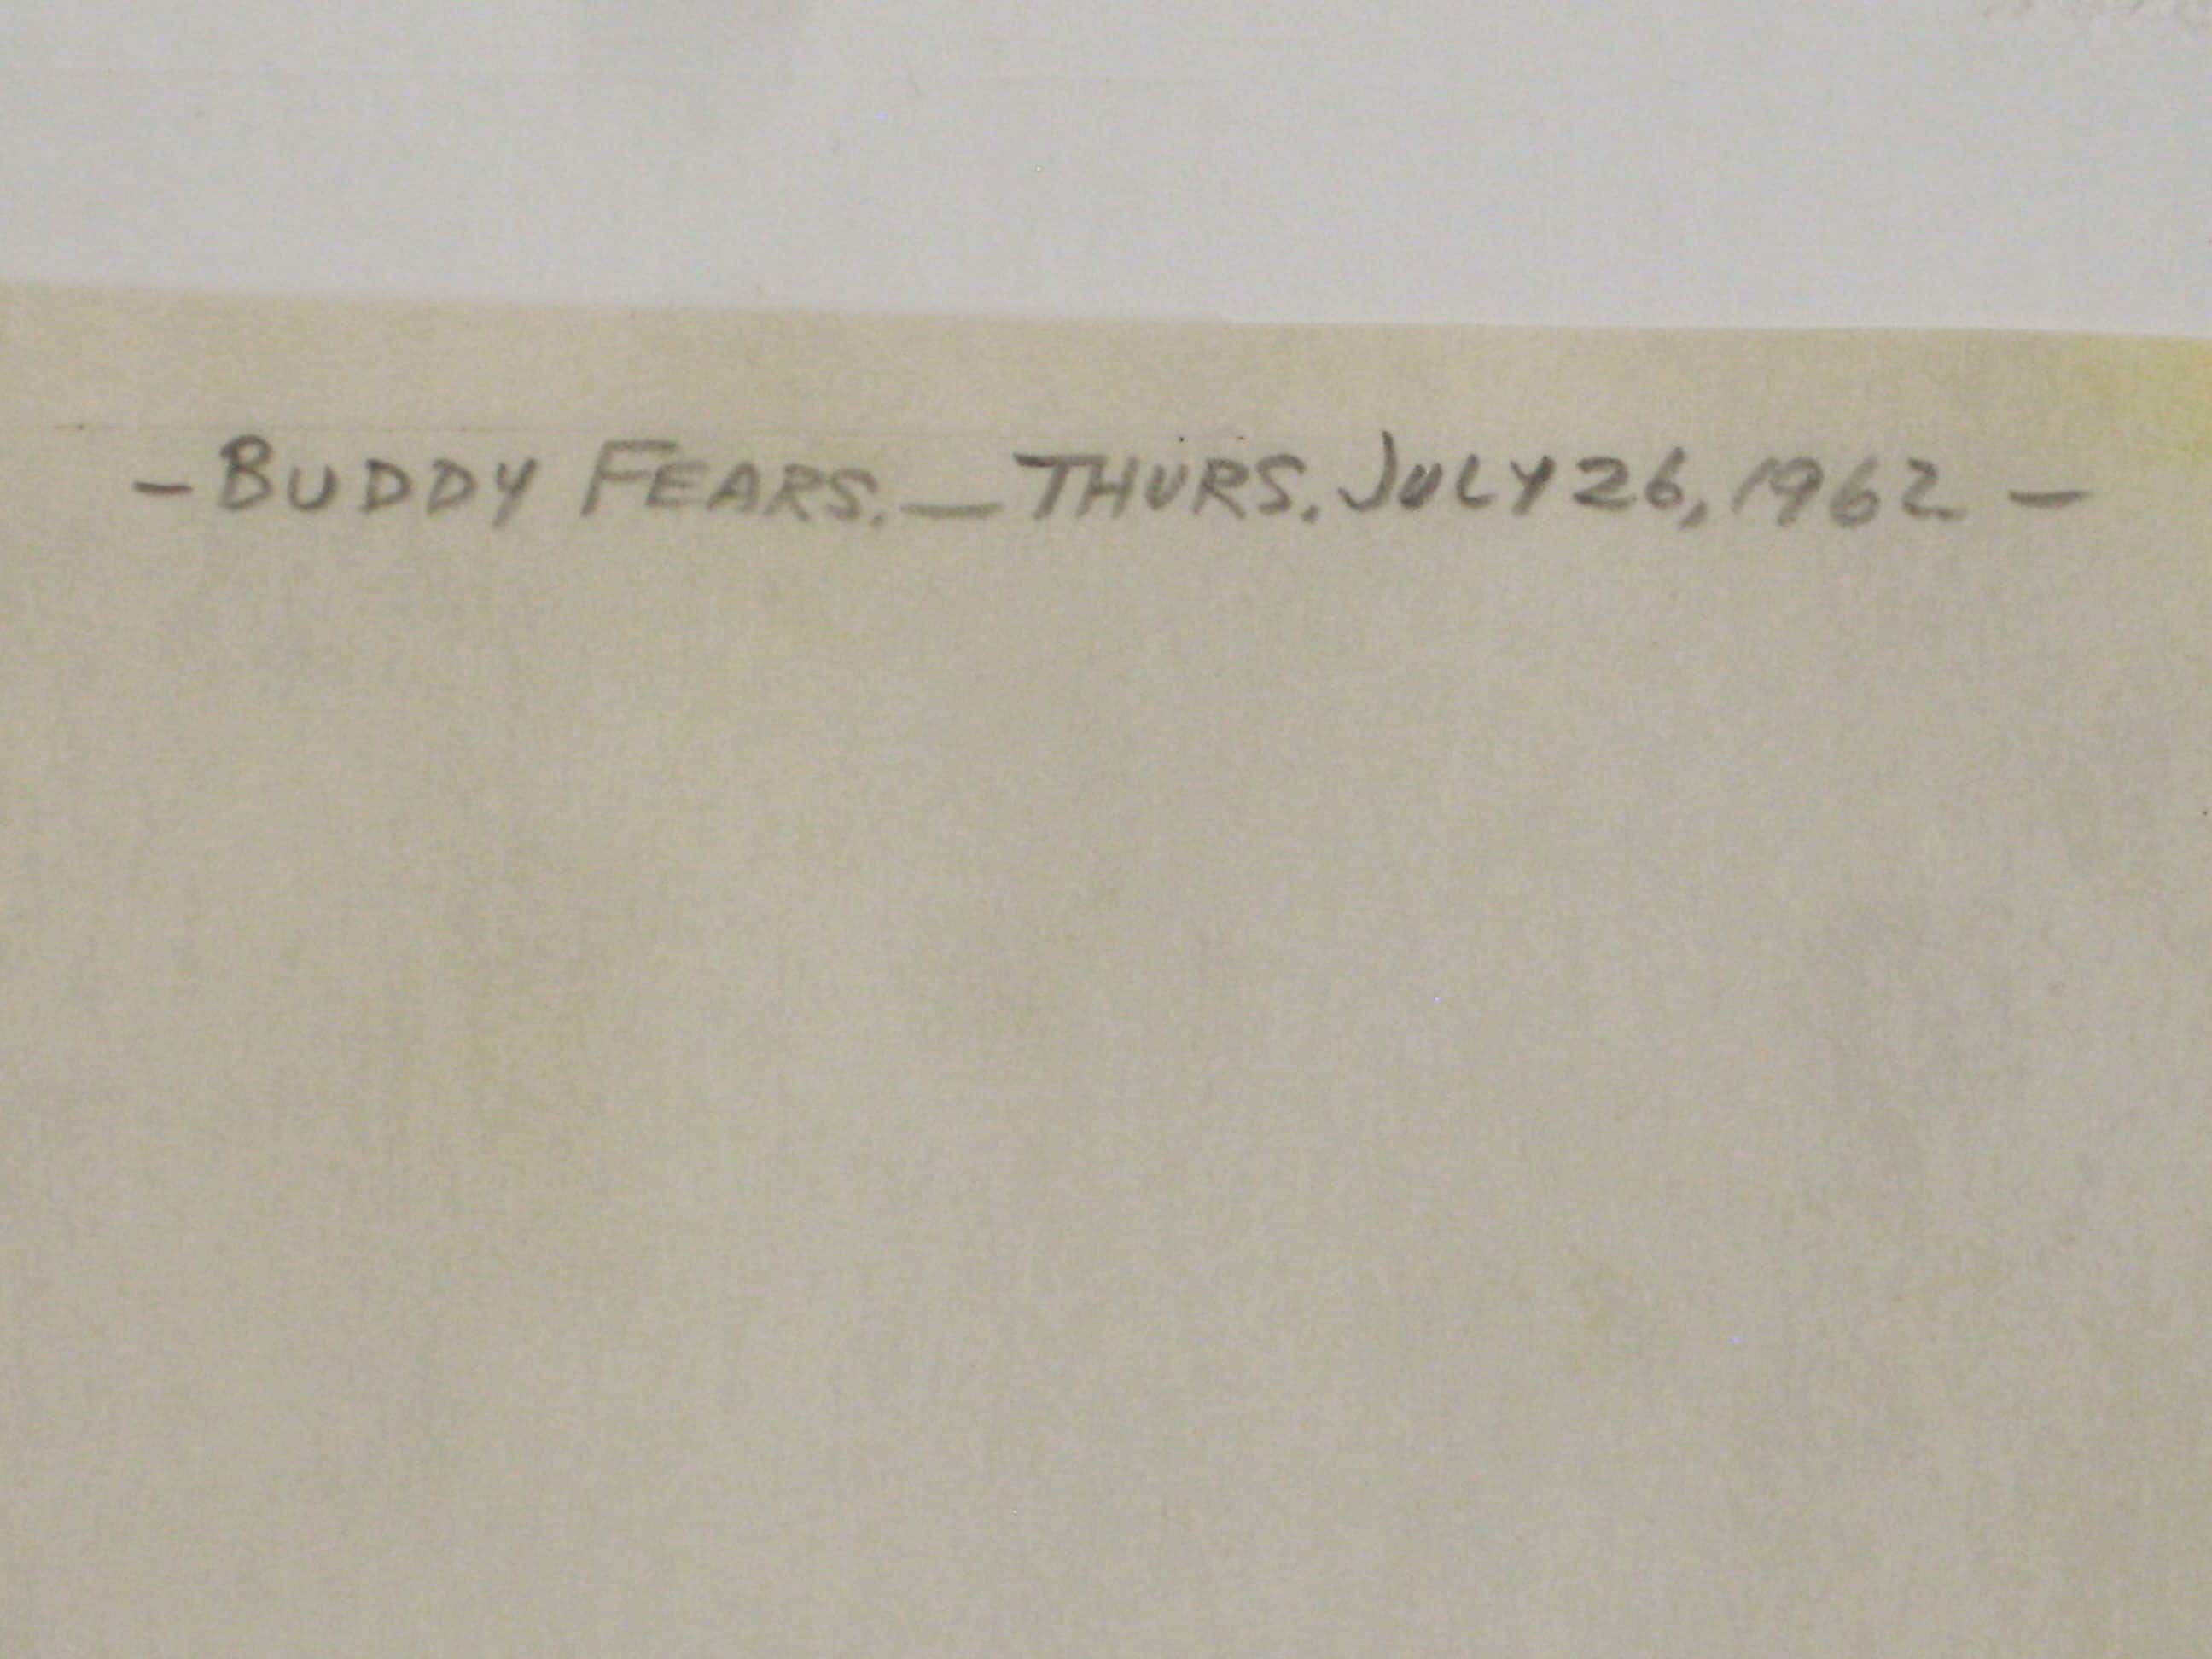 - BUDDY FEARS. — THURS. JULY 26, 1962 -